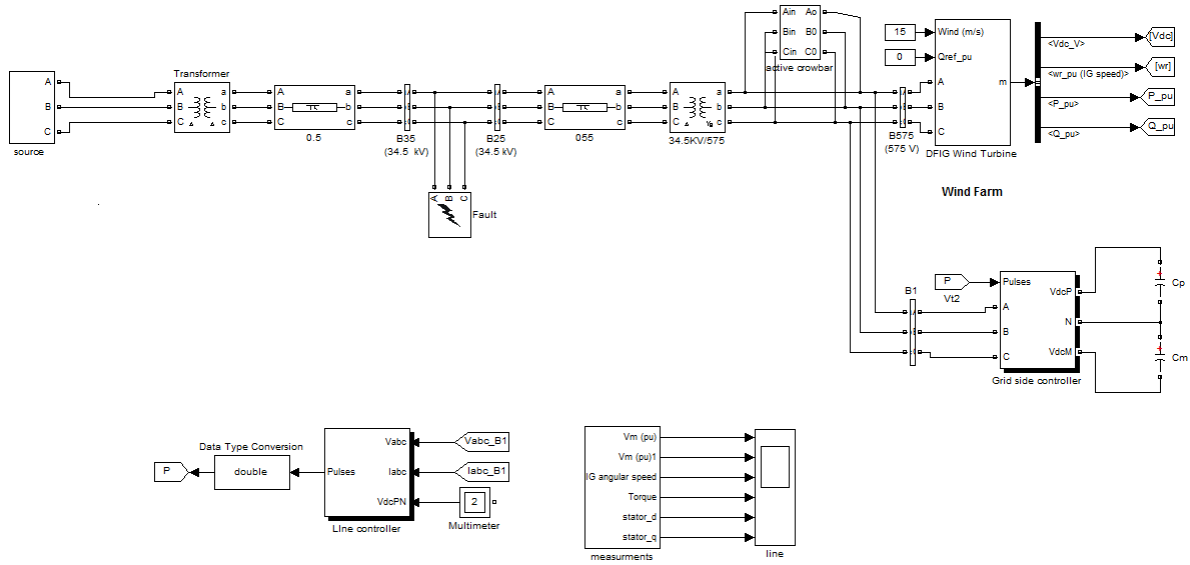 Ain Ao
Bin B0
Cin C0
active crowbar
15
0
Wind (m/s)
Qref_pu
A
B
C
m
DFIG Wind Turbine
<Vdc_V>
<wr_pu (IG speed)>
<P_pu>
<Q_pu>
[Vdc]
[wr]
P_pu
Q_pu
A
B
C
source
Transformer
A a
B b
C c
A a
B b
C c
0.5
A
B
C
B35
(34.5 kV)
A
B
C
B25
(34.5 kV)
A a
B b
C c
055
A a
B b
C c
34.5KV/575
B575
(575 V)
A
B
C
Fault
Wind Farm
P
Vt2
B1
Pulses
A
B
C
VdcP
N
VdcM
Grid side controller
+
Cp
+
Cm
P
Data Type Conversion
double
Pulses
Vabc
Iabc
VdcPN
LIne controller
Vabc_B1
Iabc_B1
2
Multimeter
Vm (pu)
Vm (pu)1
IG angular speed
Torque
stator_d
stator_q
measurments
line